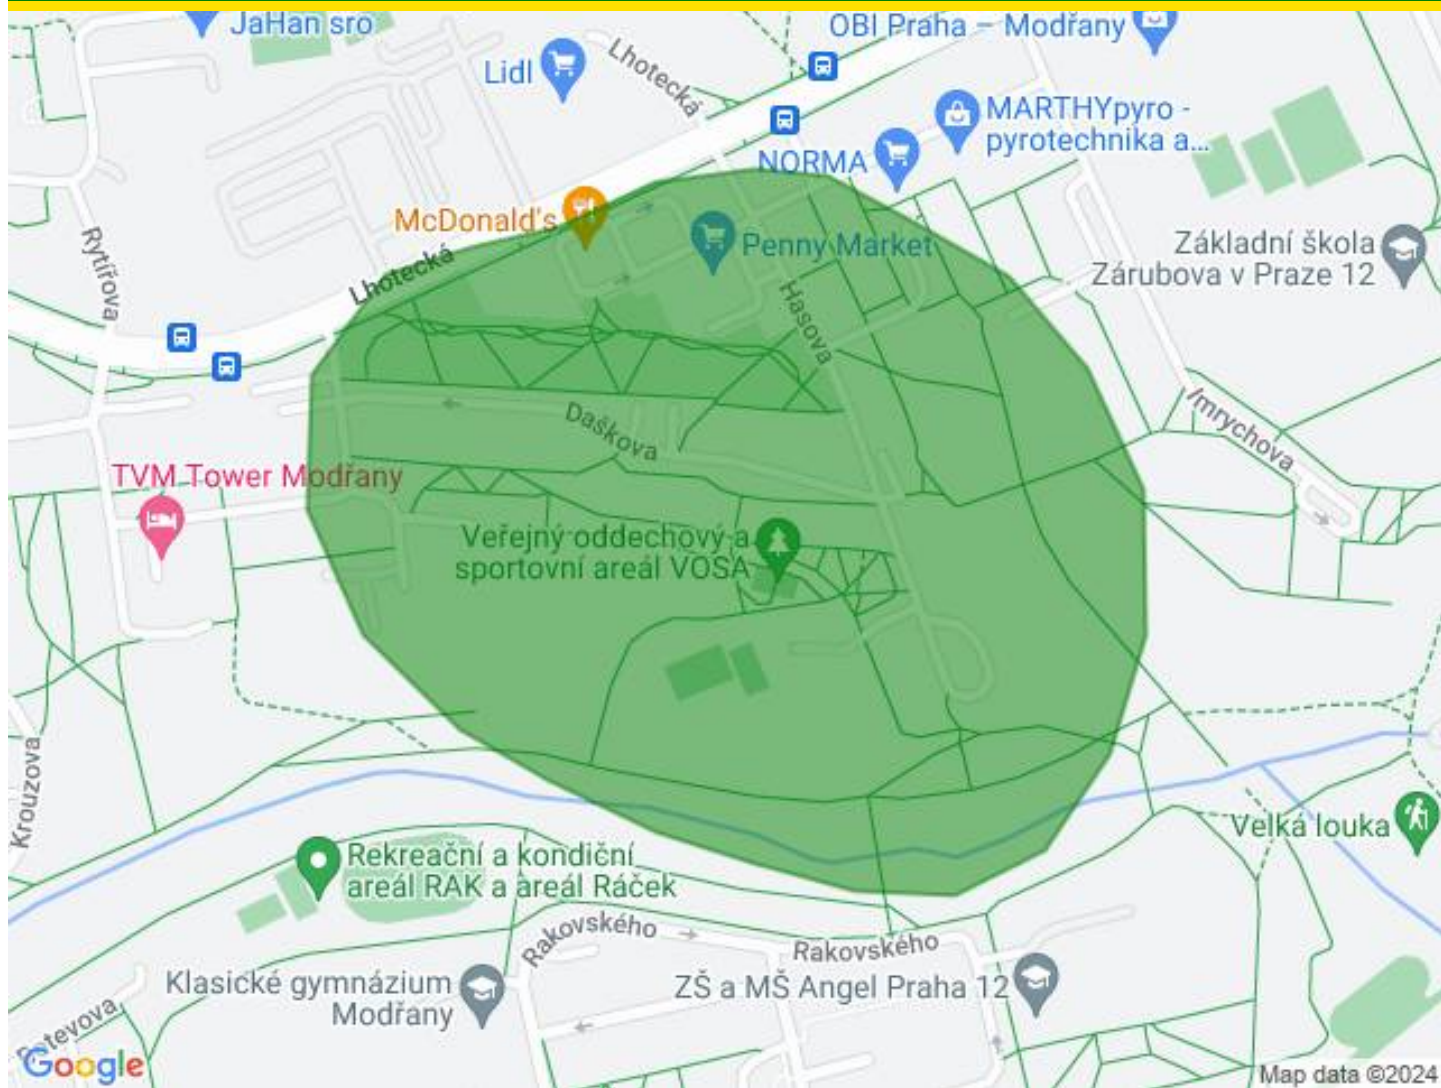 JaHan sro
OBI Praha – Modřany
Lidl
Lhotecká
MARTHYpyro -
pyrotechnika a...
NORMA
McDonald's
Penny Market
Základní škola
Zárubova v Praze 12
Rytířova
Lhotecká
Hasova
Daškova
Imrychova
TVM Tower Modřany
Veřejný oddechový a
sportovní areál VOSA
Krouzova
Velká louka
Rekreační a kondiční
areál RAK a areál Ráček
Rakovského
Rakovského
Klasické gymnázium
Modřany
ZŠ a MŠ Angel Praha 12
Google
Map data ©2024